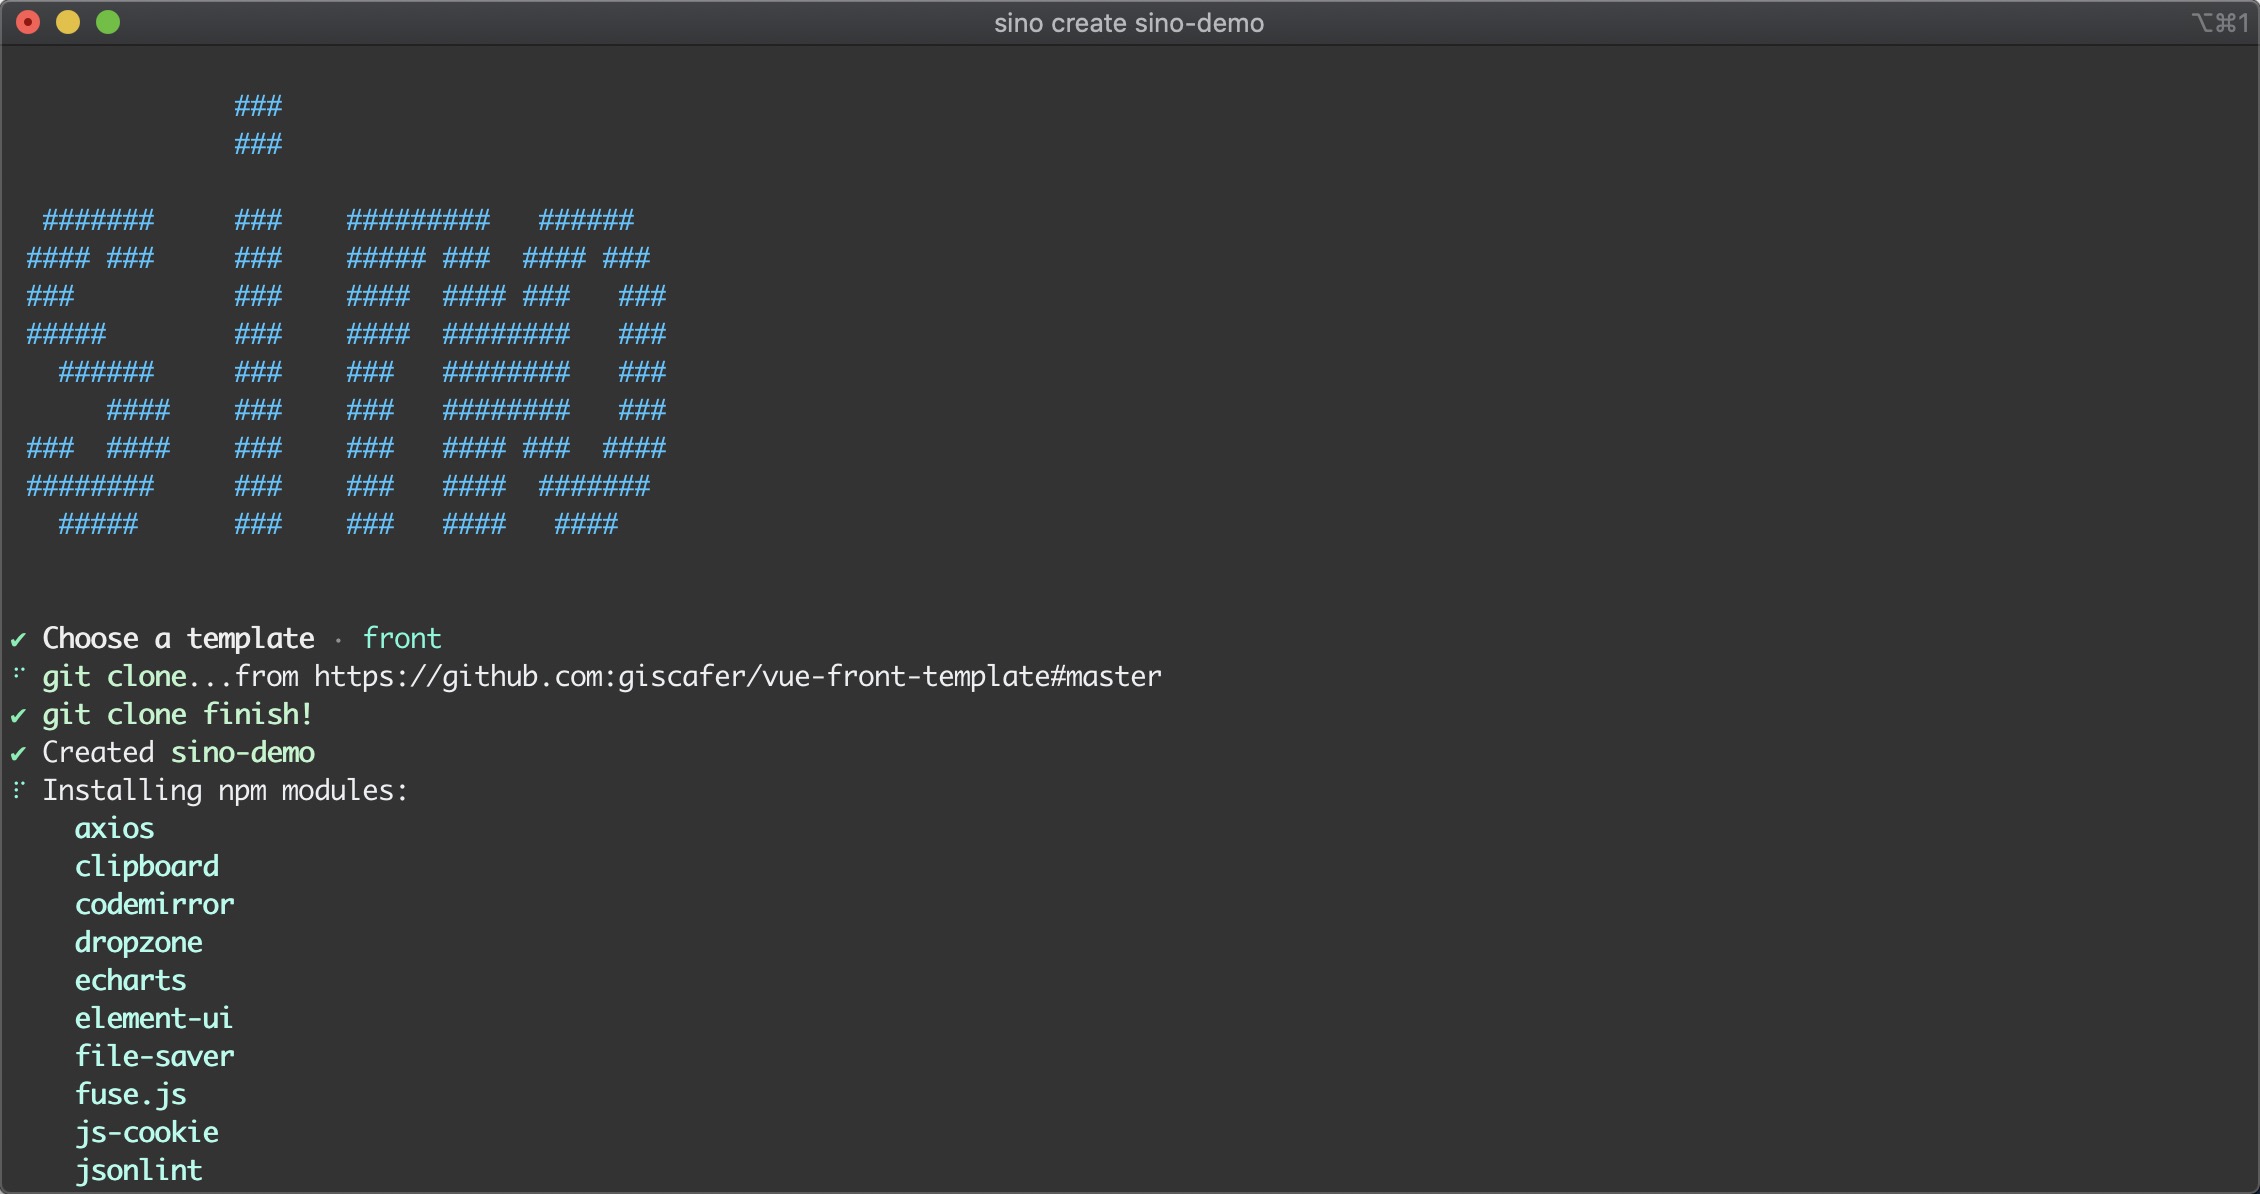 sino create sino-demo
⌥⌘1
              ###
              ###

  #######     ###    #########   ######
 #### ###     ###    ##### ###  #### ###
 ###          ###    ####  #### ###   ###
 #####        ###    ####  ########   ###
   ######     ###    ###   ########   ###
      ####    ###    ###   ########   ###
 ###  ####    ###    ###   #### ###  ####
 ########     ###    ###   ####  #######
   #####      ###    ###   ####   ####
✔ Choose a template · front
git clone...from https://github.com:giscafer/vue-front-template#master
✔ git clone finish!
✔ Created sino-demo
Installing npm modules:
axios
clipboard
codemirror
dropzone
echarts
element-ui
file-saver
fuse.js
js-cookie
jsonlint